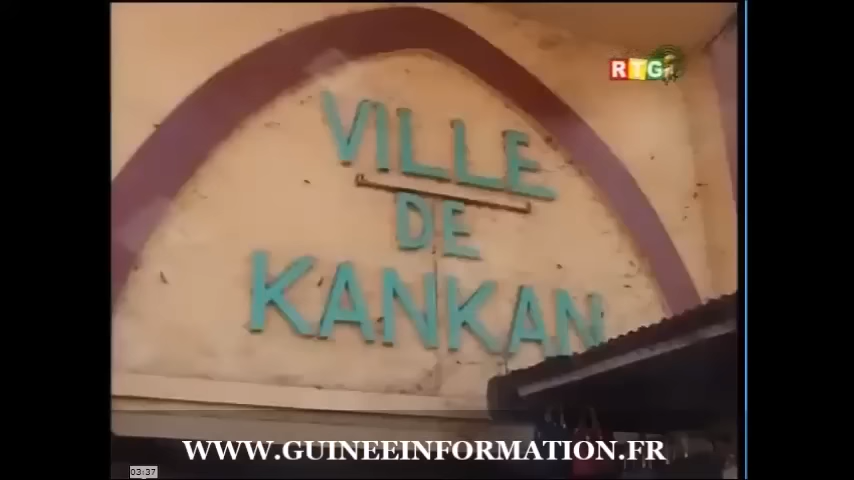 RTG
VILLE
DE
KANKAN
WWW.GUINEEINFORMATION.FR
03:37